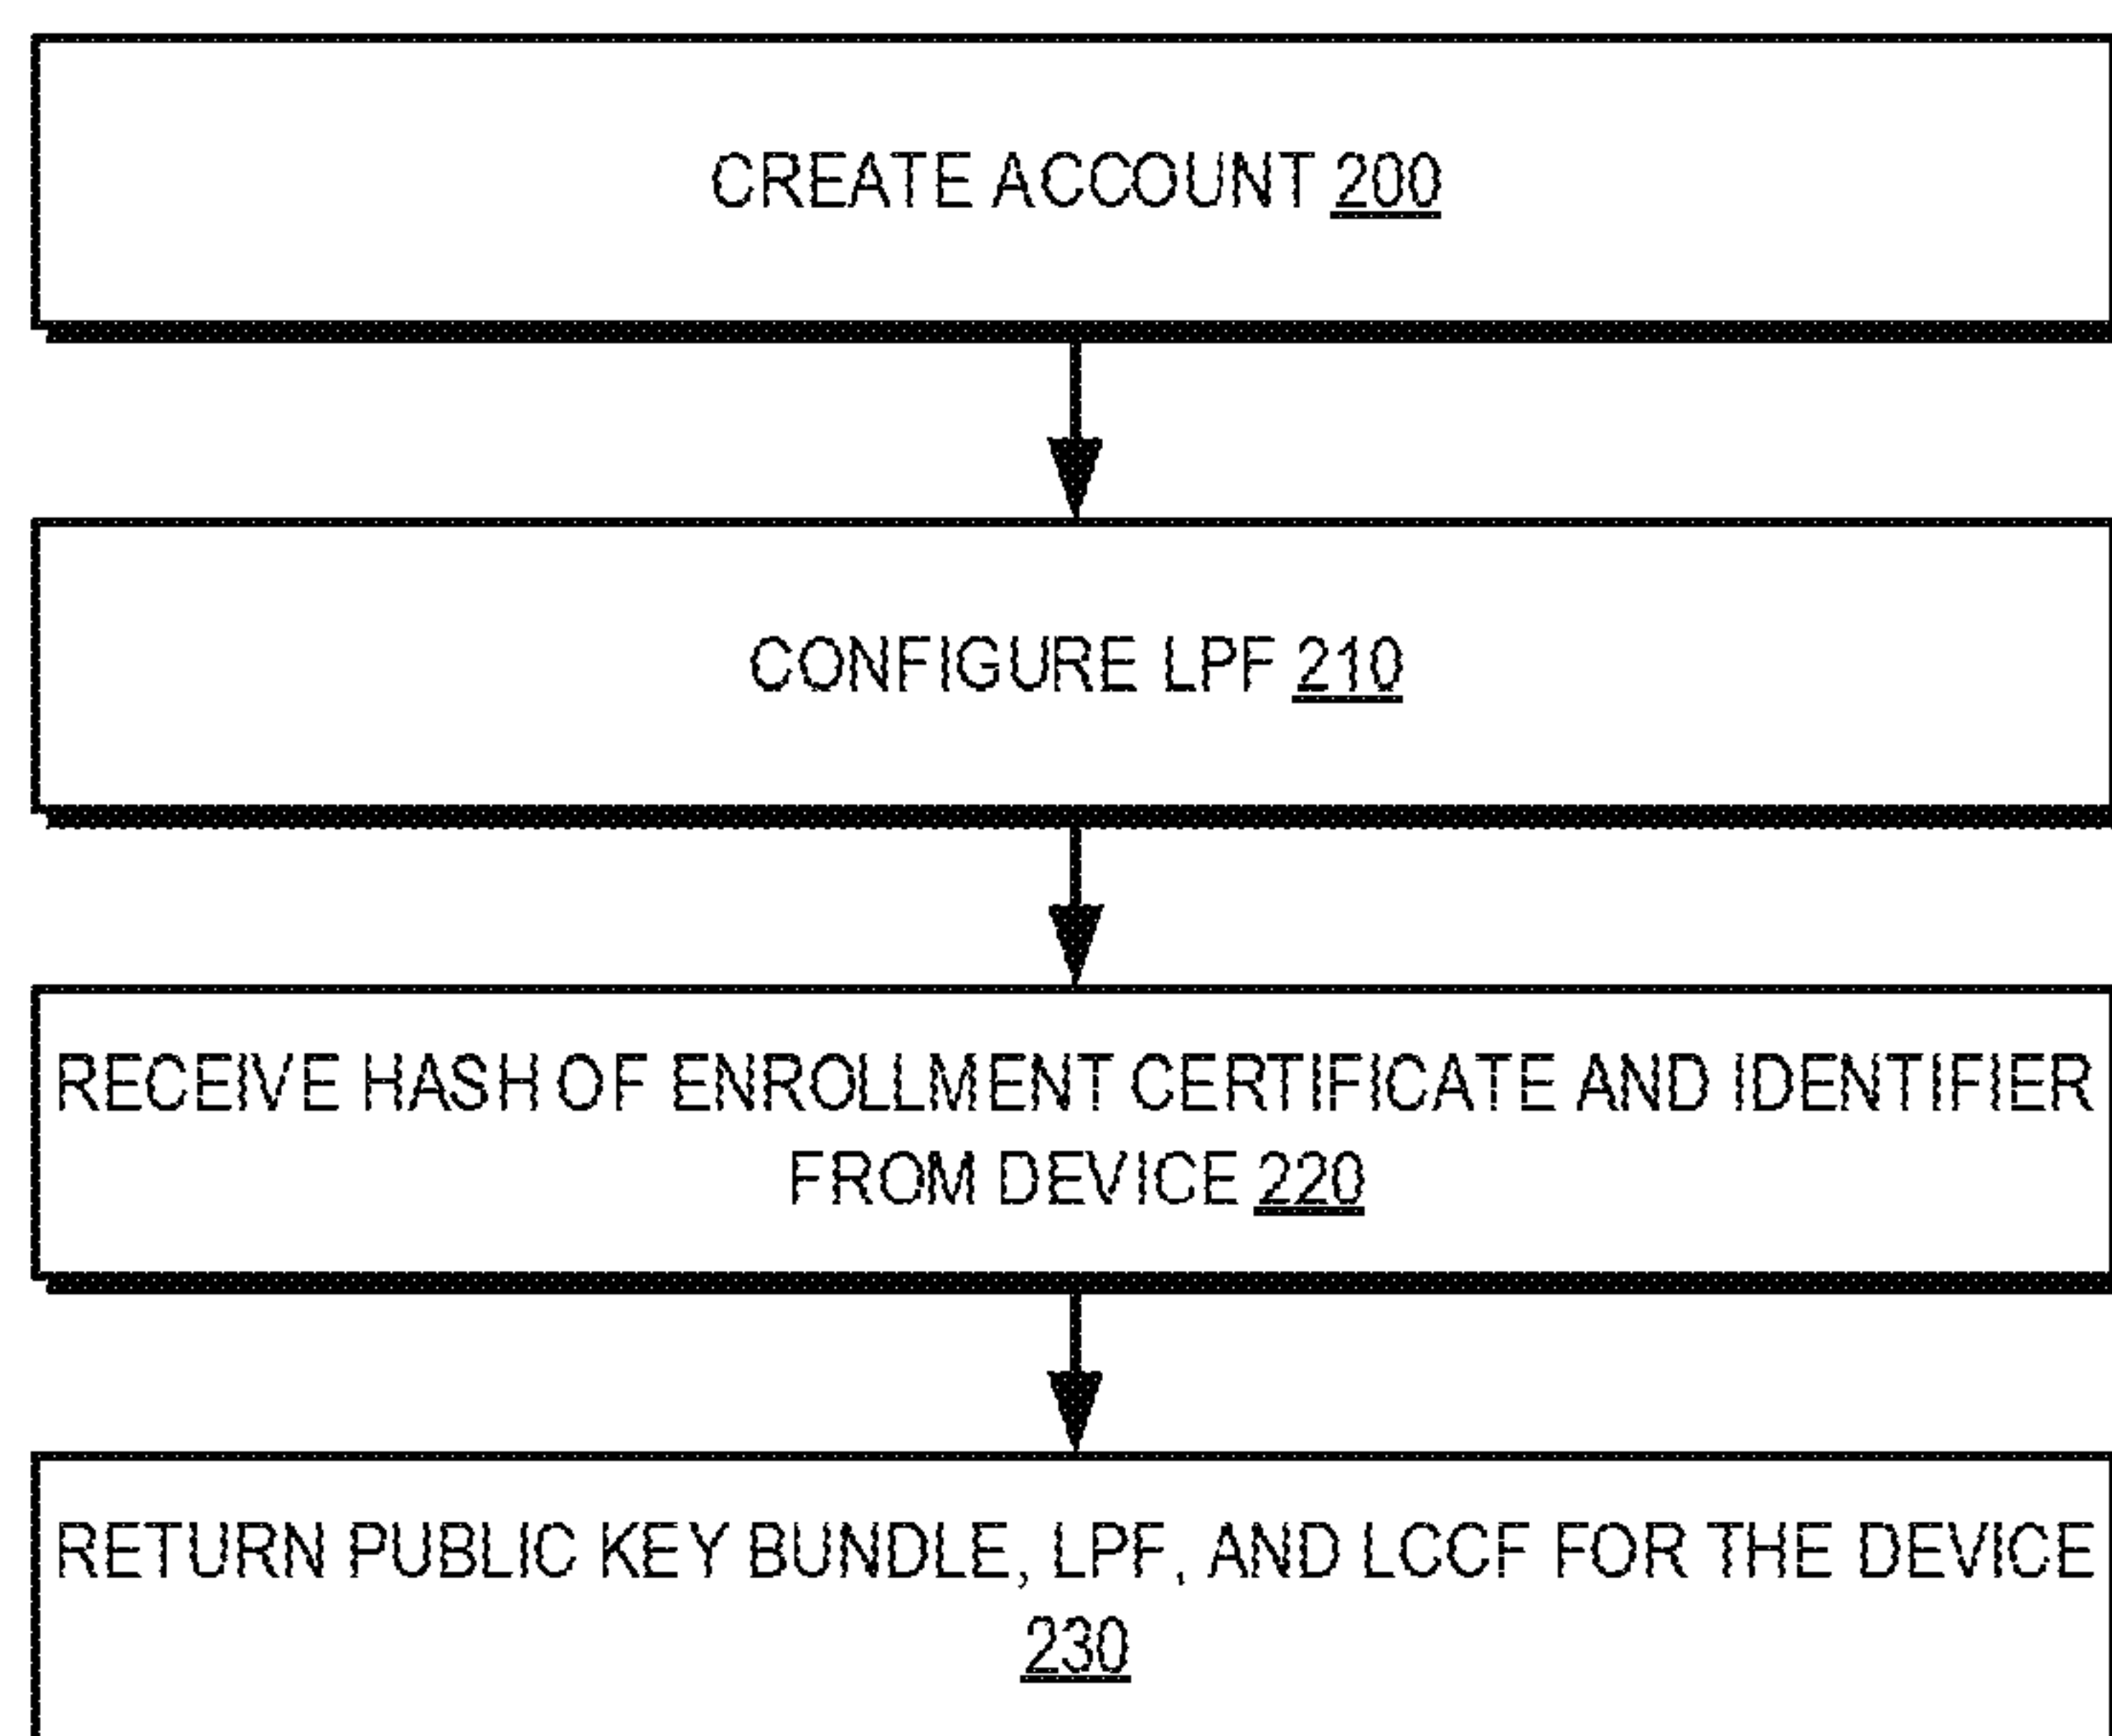 CREATE ACCOUNT 200
CONFIGURE LPF 210
RECEIVE HASH OF ENROLLMENT CERTIFICATE AND IDENTIFIER
FROM DEVICE 220
RETURN PUBLIC KEY BUNDLE, LPF, AND LCCF FOR THE DEVICE
230